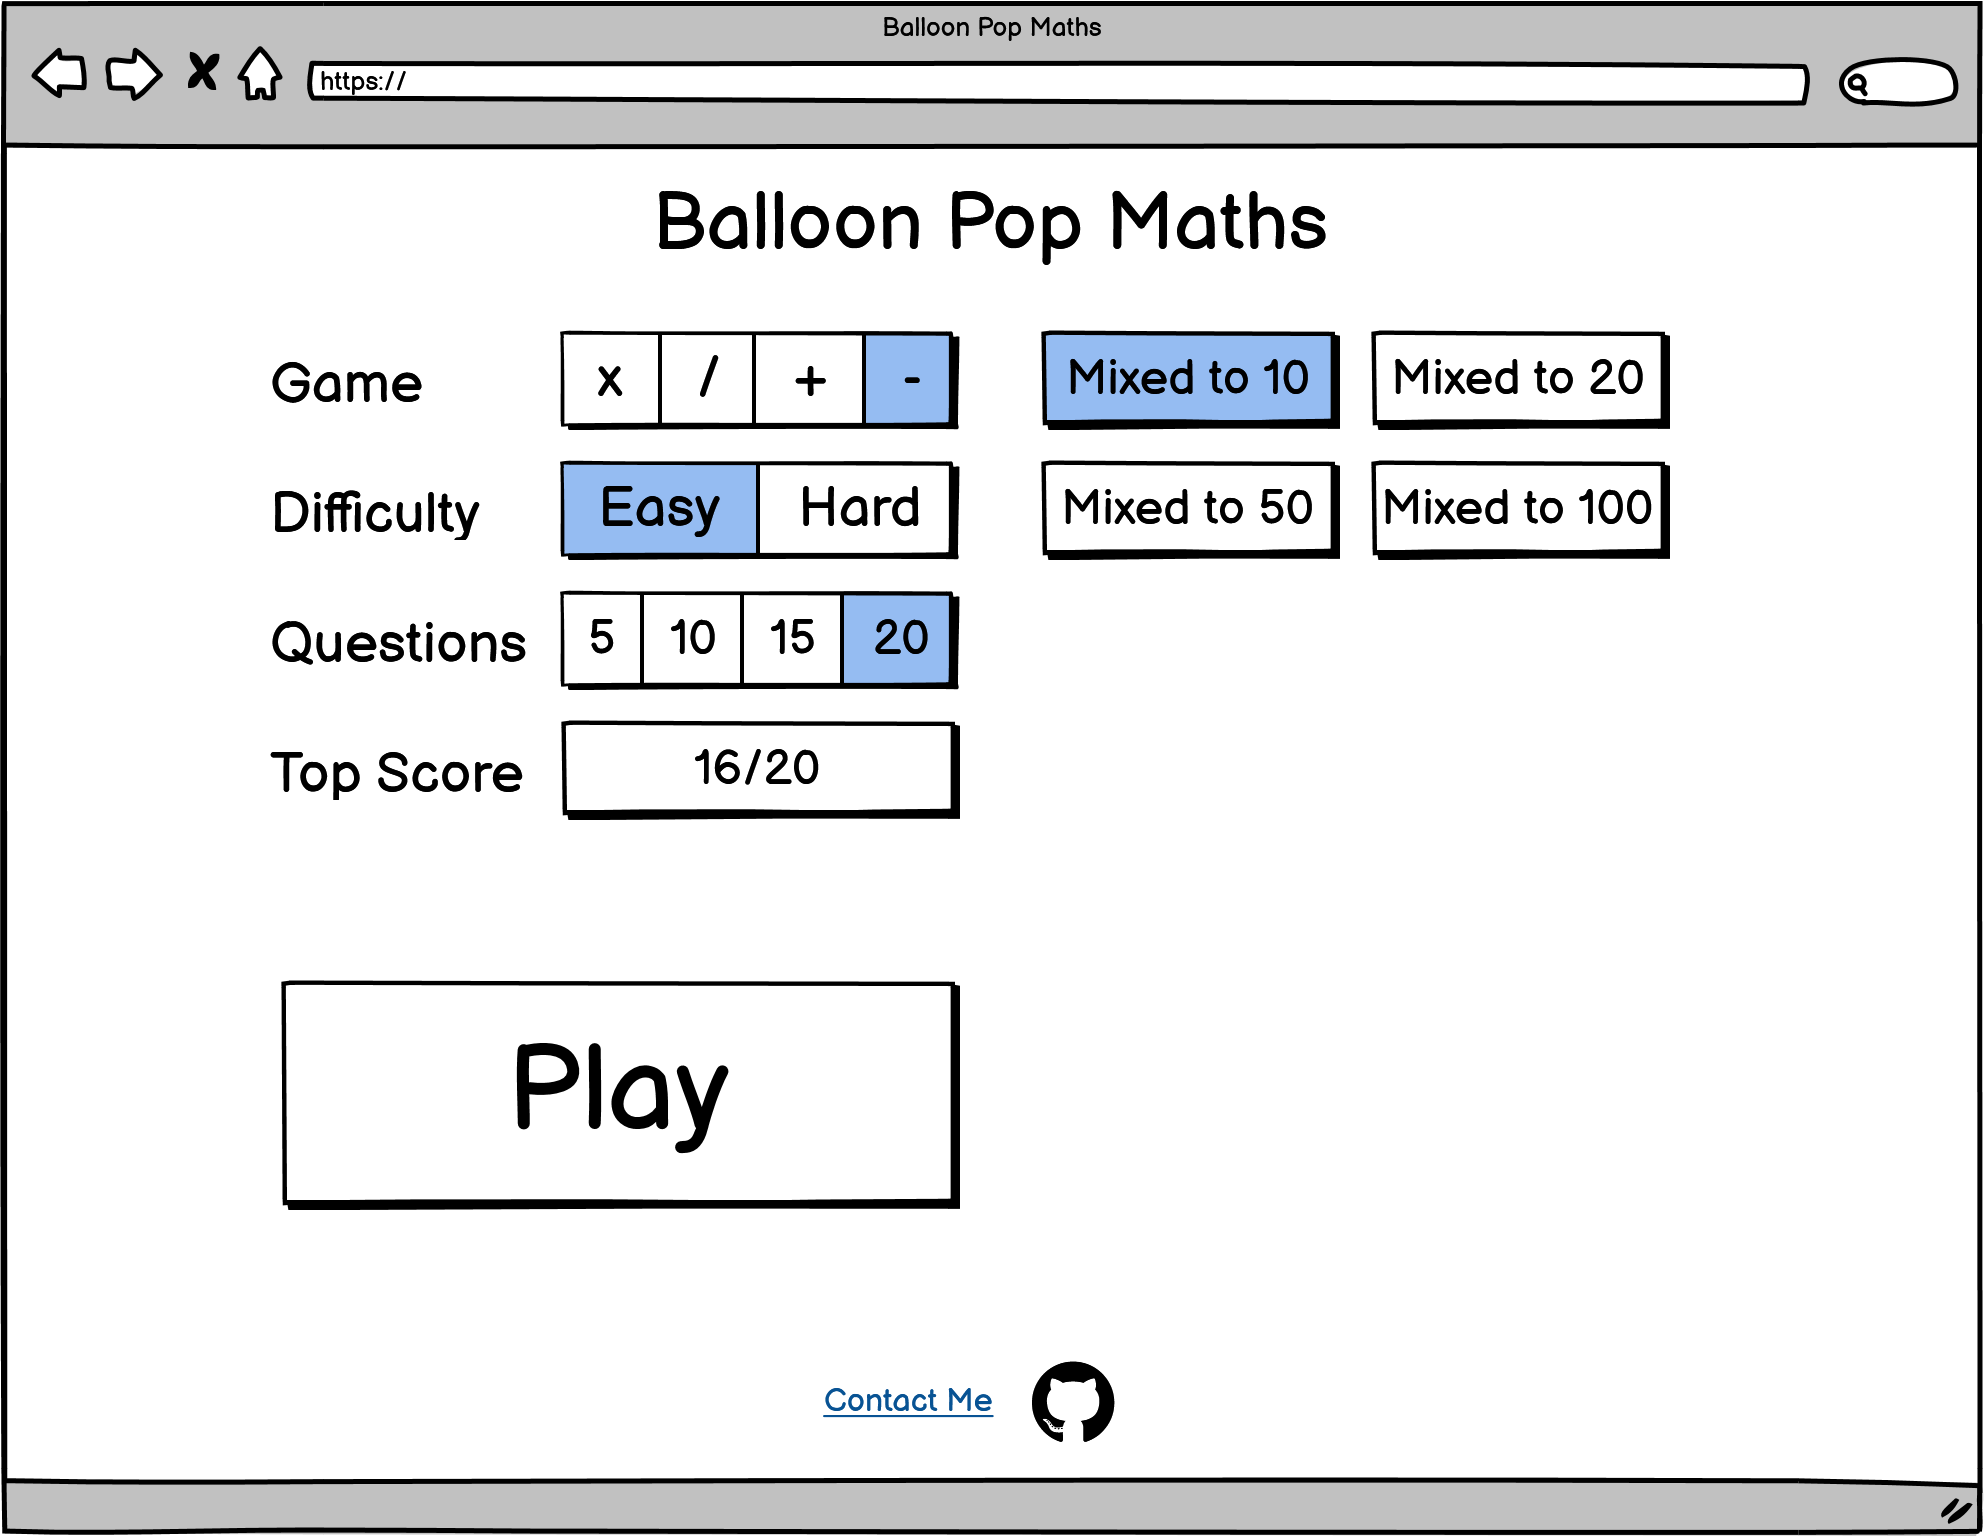 Balloon Pop Maths
https://
Balloon Pop Maths
Game x / + - Mixed to 10 Mixed to 20
Difficulty Easy Hard Mixed to 50 Mixed to 100
Questions 5 10 15 20
Top Score 16/20
Play
Contact Me